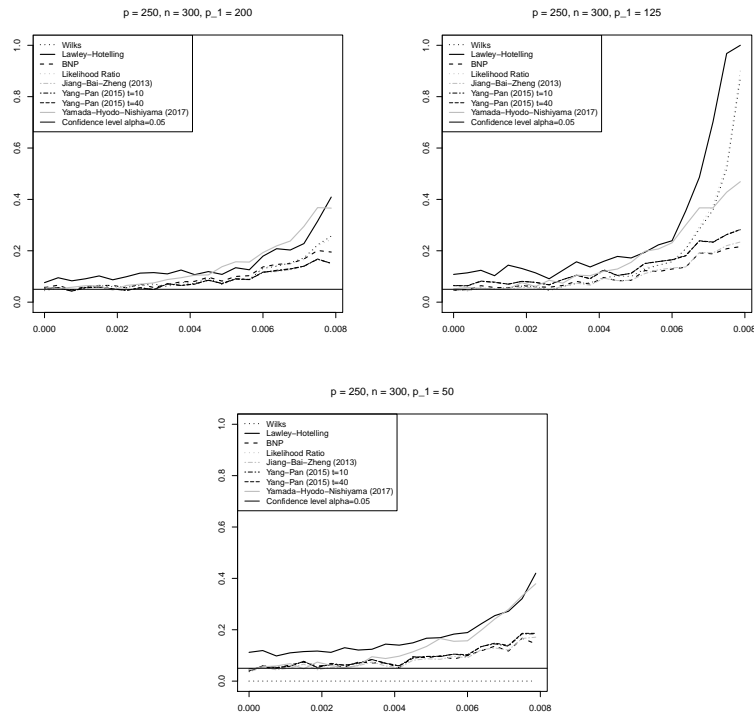 p = 250, n = 300, p_1 = 200
1.0
0.8
0.6
0.4
0.2
0.0
Wilks
Lawley−Hotelling
BNP
Likelihood Ratio
Jiang−Bai−Zheng (2013)
Yang−Pan (2015) t=10
Yang−Pan (2015) t=40
Yamada−Hyodo−Nishiyama (2017)
Confidence level alpha=0.05
0.000 0.002 0.004 0.006 0.008
p = 250, n = 300, p_1 = 125
1.0
0.8
0.6
0.4
0.2
0.0
Wilks
Lawley−Hotelling
BNP
Likelihood Ratio
Jiang−Bai−Zheng (2013)
Yang−Pan (2015) t=10
Yang−Pan (2015) t=40
Yamada−Hyodo−Nishiyama (2017)
Confidence level alpha=0.05
0.000 0.002 0.004 0.006 0.008
p = 250, n = 300, p_1 = 50
1.0
0.8
0.6
0.4
0.2
0.0
Wilks
Lawley−Hotelling
BNP
Likelihood Ratio
Jiang−Bai−Zheng (2013)
Yang−Pan (2015) t=10
Yang−Pan (2015) t=40
Yamada−Hyodo−Nishiyama (2017)
Confidence level alpha=0.05
0.000 0.002 0.004 0.006 0.008